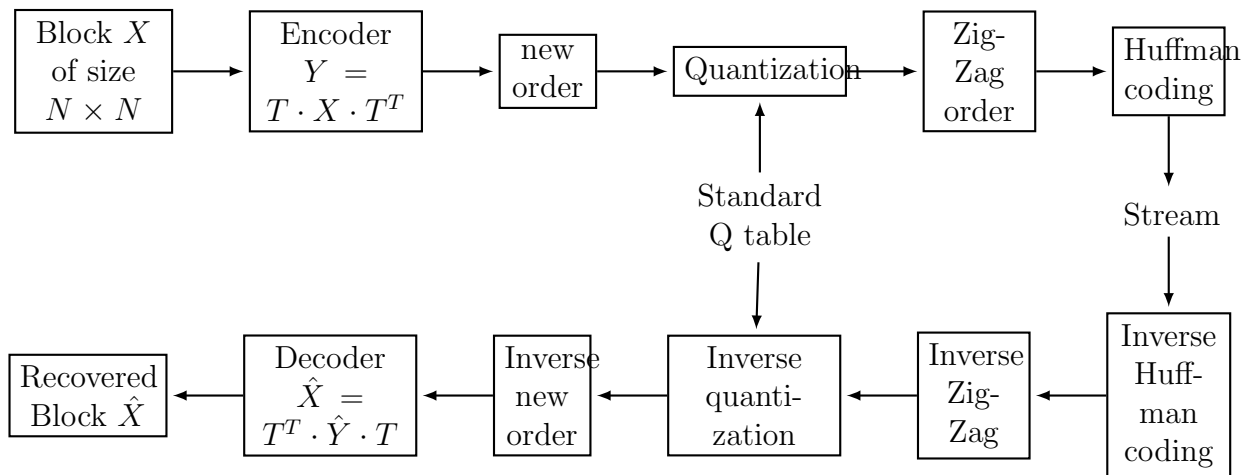 Block X
of size
N × N
Encoder
Y =
T · X · T^T
new
order
Quantization
Zig-
Zag
order
Huffman
coding
Standard
Q table
Stream
Recovered
Block X̂
Decoder
X̂ =
T^T · Ŷ · T
Inverse
new
order
Inverse
quanti-
zation
Inverse
Zig-
Zag
Inverse
Huff-
man
coding